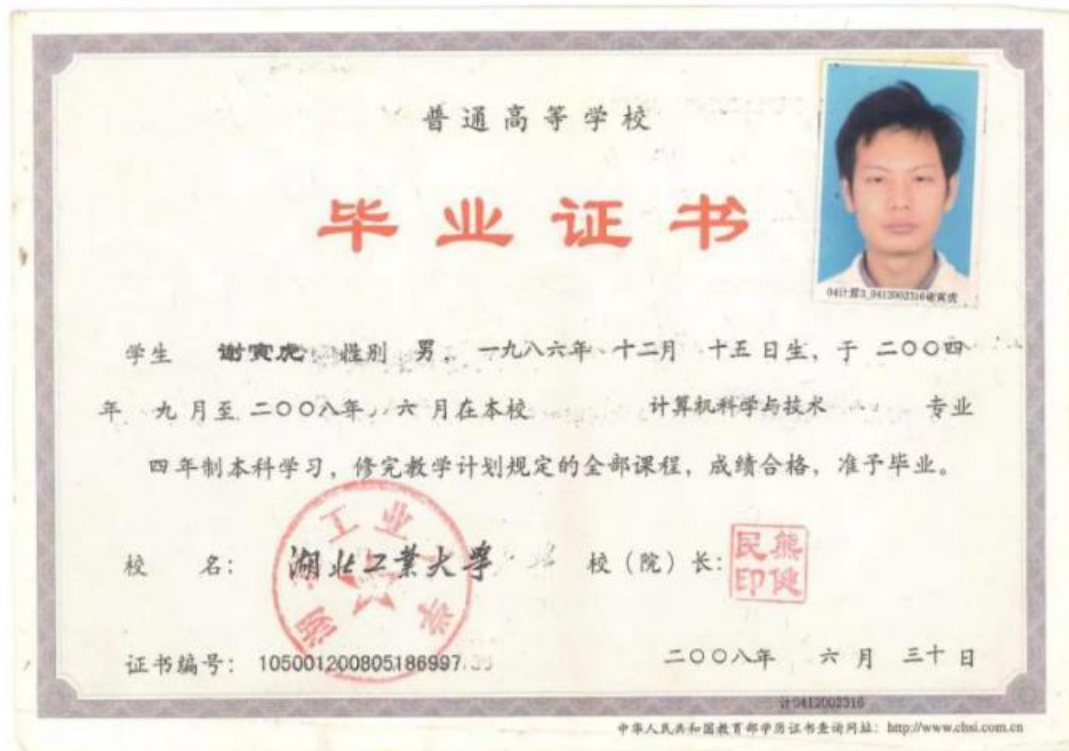 普通高等学校
毕业证书
04计算3_0412002316谢寅虎
学生 谢寅虎 性别 男, 一九八六年 十二月 十五日生, 于 二〇〇四
年 九月至二〇〇八年 六月在本校 计算机科学与技术 专业
四年制本科学习, 修完教学计划规定的全部课程, 成绩合格, 准予毕业。
校 名: 湖北工業大學 校(院)长: 熊健民印
湖 工业 学
证书编号: 105001200805186997 二〇〇八年 六月 三十日
计0412002316
中华人民共和国教育部学历证书查询网址: http://www.chsi.com.cn